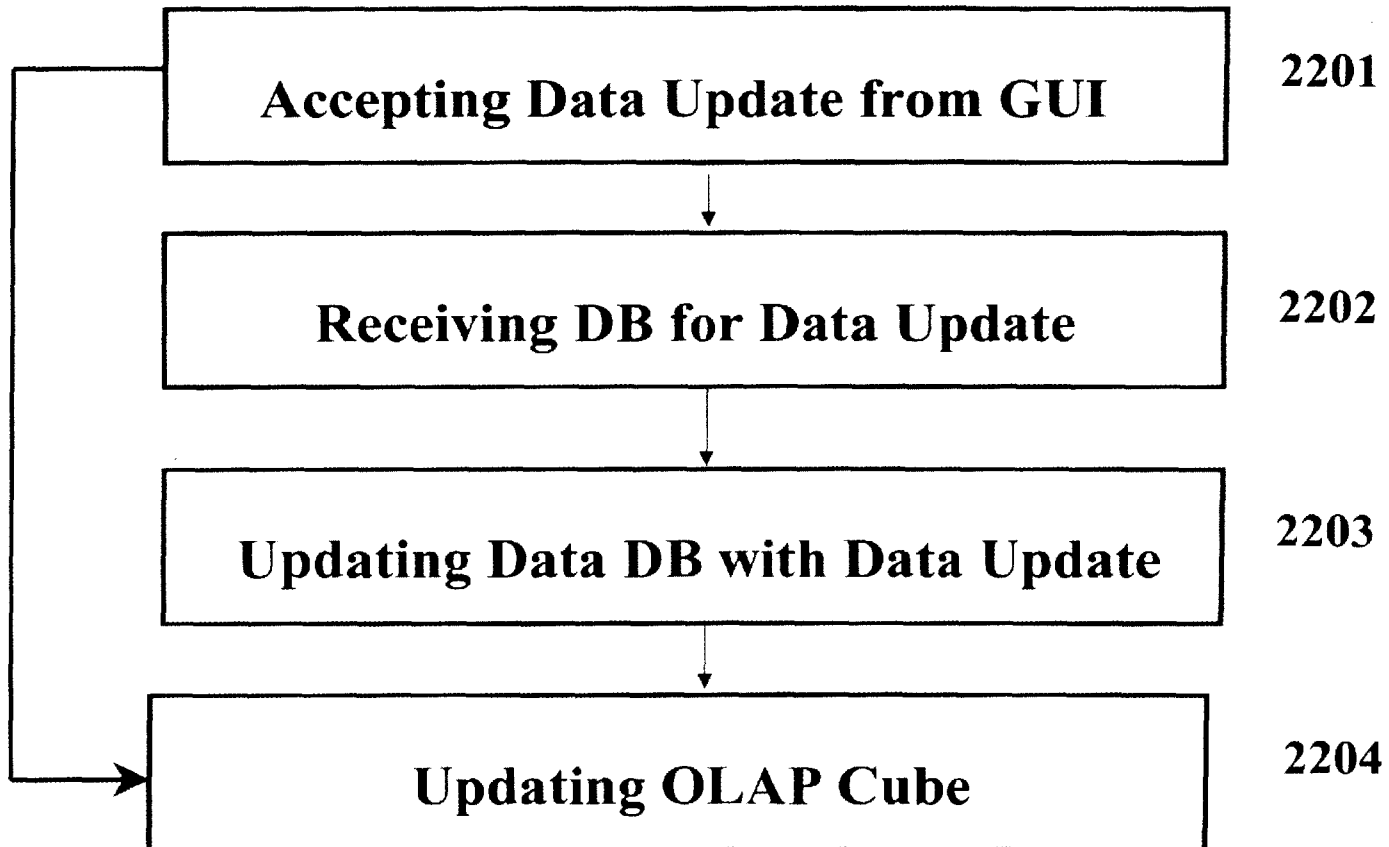 Accepting Data Update from GUI
2201
Receiving DB for Data Update
2202
Updating Data DB with Data Update
2203
Updating OLAP Cube
2204